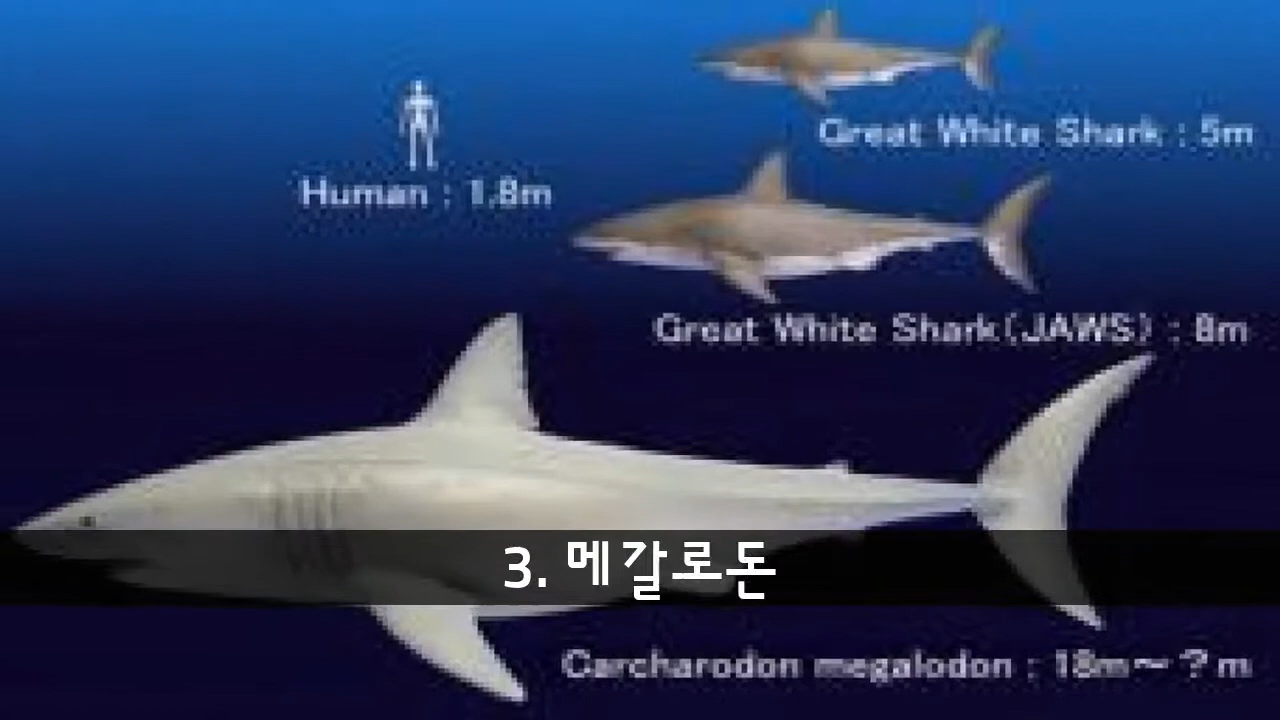 Great White Shark : 5m
Human : 1.8m
Great White Shark(JAWS) : 8m
3. 메갈로돈
Carcharodon megalodon : 18m～？m